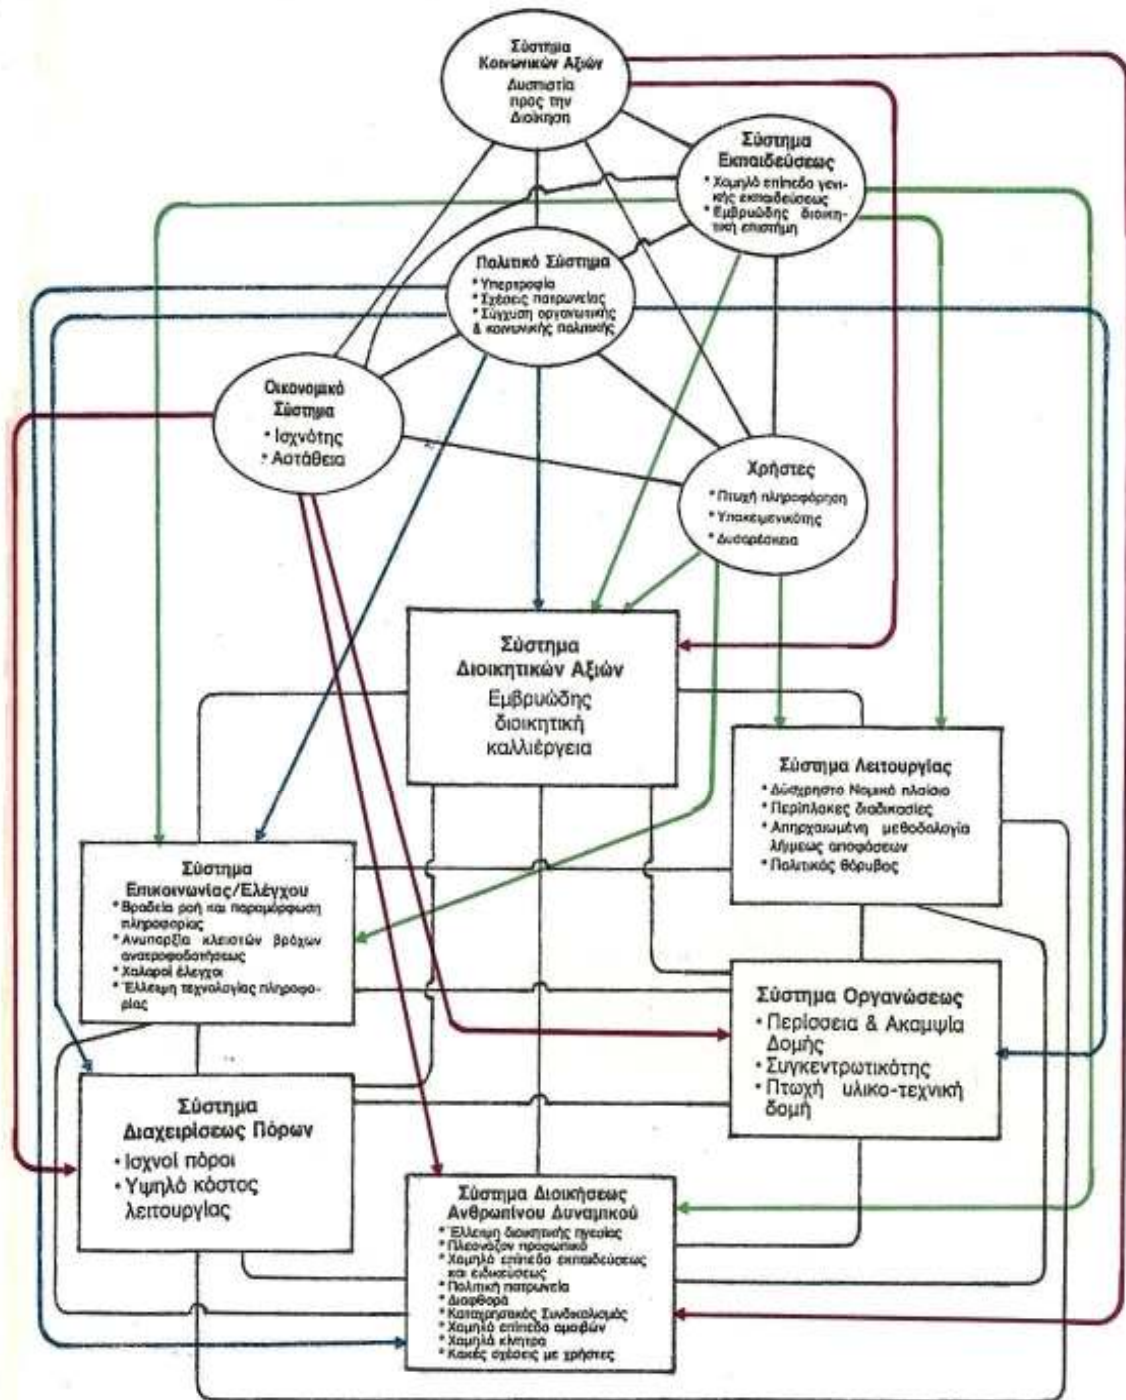 Σύστημα
Κοινωνικών Αξιών
Δυσπιστία
προς την
Διοίκηση
Σύστημα
Εκπαιδεύσεως
* Χαμηλό επίπεδο γενι-
κής εκπαιδεύσεως
* Εμβρυώδης διοικη-
τική επιστήμη
Πολιτικό Σύστημα
* Υπερτροφία
* Σχέσεις πατρωνείας
* Σύγχυση οργανωτικής
& κοινωνικής πολιτικής
Οικονομικό
Σύστημα
* Ισχνότης
* Αστάθεια
Χρήστες
* Πτωχή πληροφόρηση
* Υποκειμενικότης
* Δυσαρέσκεια
Σύστημα
Διοικητικών Αξιών
Εμβρυώδης
διοικητική
καλλιέργεια
Σύστημα Λειτουργίας
* Δύσχρηστο Νομικό πλαίσιο
* Περίπλοκες διαδικασίες
* Απηρχαιωμένη μεθοδολογία
λήψεως αποφάσεων
* Πολιτικός θόρυβος
Σύστημα
Επικοινωνίας/Ελέγχου
* Βραδεία ροή και παραμόρφωση
πληροφορίας
* Ανυπαρξία κλειστών βρόχων
ανατροφοδοτήσεως
* Χαλαροί έλεγχοι
* Έλλειψη τεχνολογίας πληροφο-
ρίας
Σύστημα Οργανώσεως
• Περίσσεια & Ακαμψία
Δομής
• Συγκεντρωτικότης
• Πτωχή υλικο-τεχνική
δομή
Σύστημα
Διαχειρίσεως Πόρων
• Ισχνοί πόροι
• Υψηλό κόστος
λειτουργίας
Σύστημα Διοικήσεως
Ανθρωπίνου Δυναμικού
* Έλλειψη διοικητικής ηγεσίας
* Πλεονάζον προσωπικό
* Χαμηλό επίπεδο εκπαιδεύσεως
και ειδικεύσεως
* Πολιτική πατρωνεία
* Διαφθορά
* Καταχρηστικός Συνδικαλισμός
* Χαμηλό επίπεδο αμοιβών
* Χαμηλά κίνητρα
* Κακές σχέσεις με χρήστες